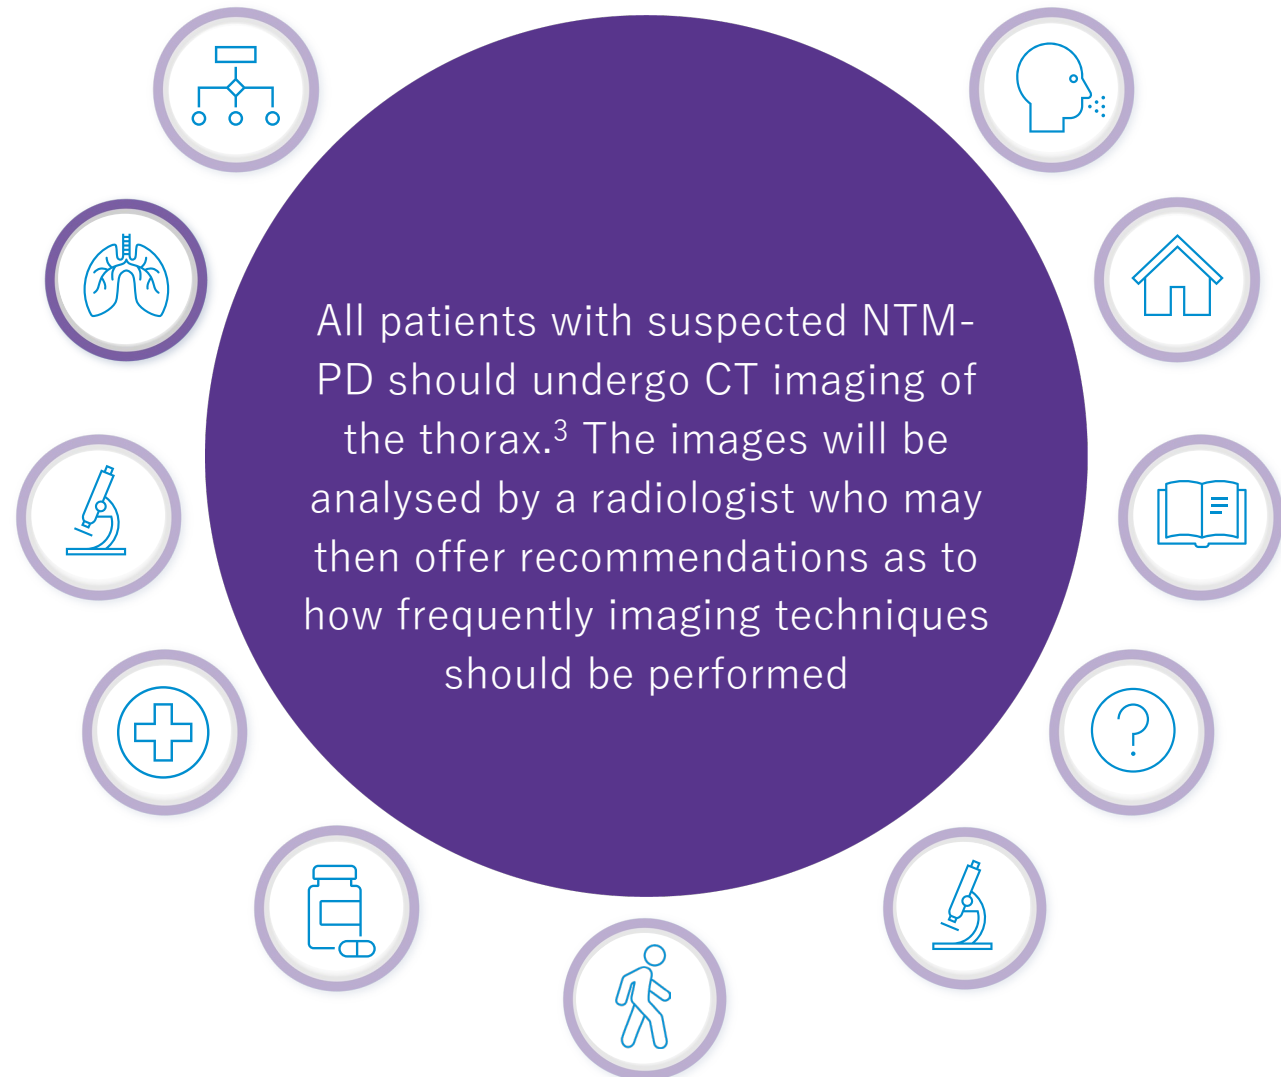 All patients with suspected NTM-
PD should undergo CT imaging of
the thorax.³ The images will be
analysed by a radiologist who may
then offer recommendations as to
how frequently imaging techniques
should be performed